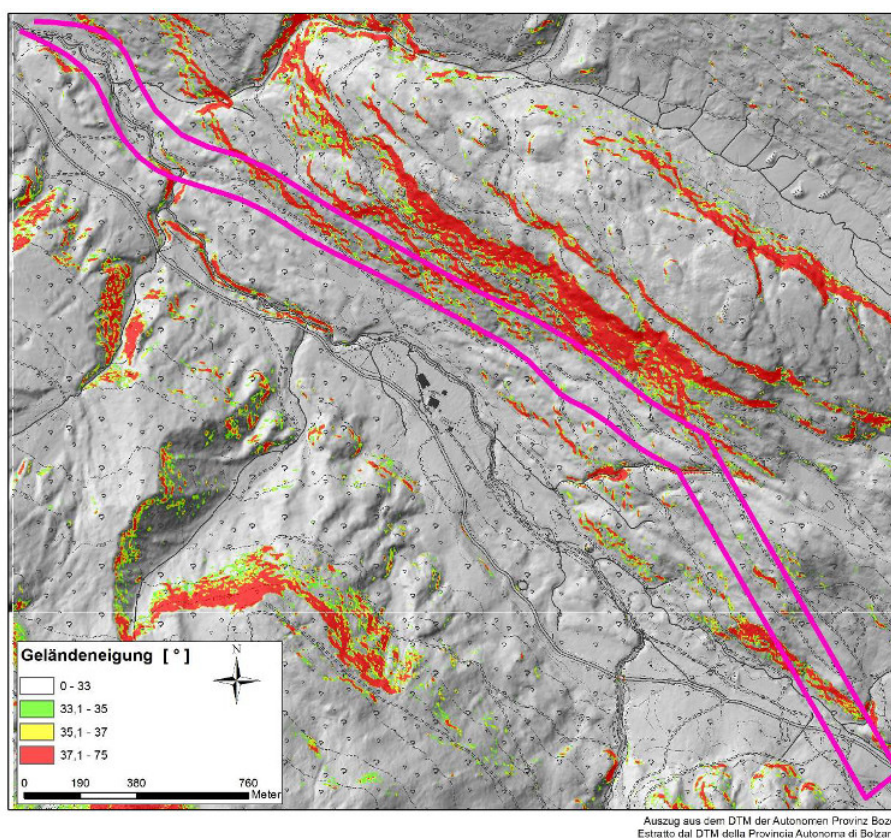 Geländeneigung [ ° ]
N
0 - 33
33,1 - 35
35,1 - 37
37,1 - 75
0 190 380 760
Meter
Auszug aus dem DTM der Autonomen Provinz Boz
Estratto dal DTM della Provincia Autonoma di Bolzan